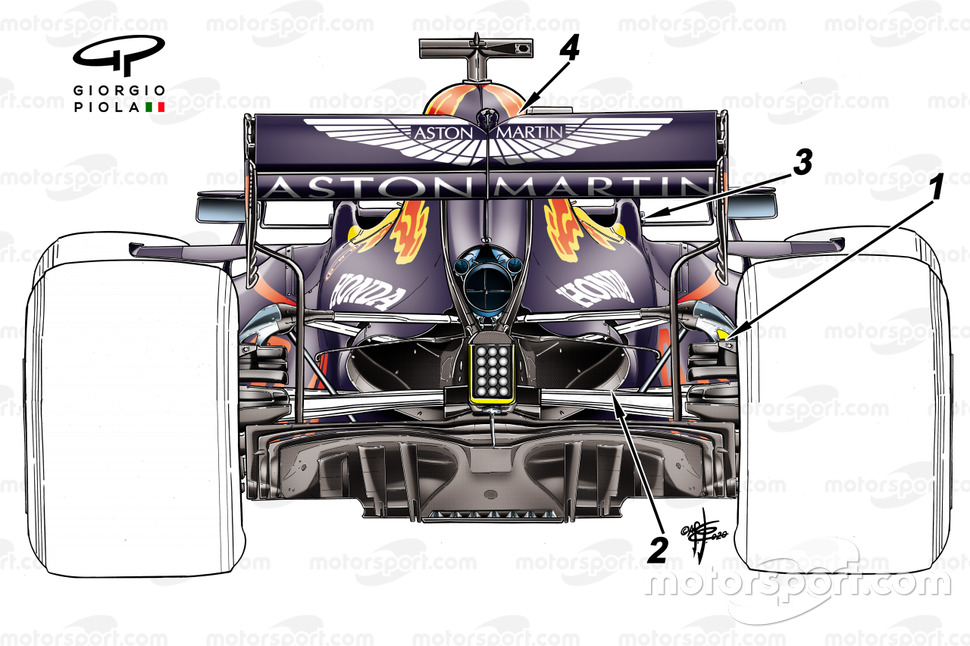 GIORGIO
PIOLA
4
ASTON MARTIN
ASTON MARTIN
3
1
HONDA
HONDA
2
motorsport.com